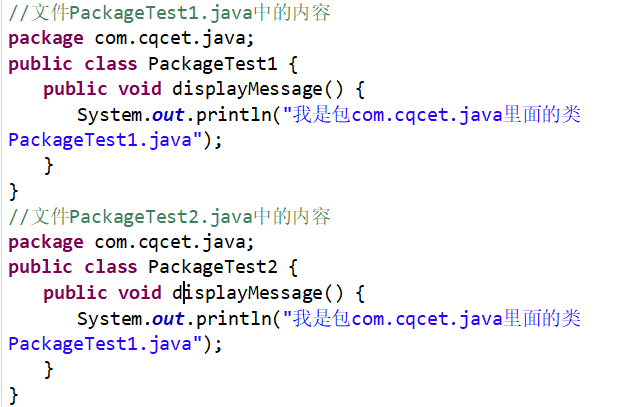 //文件PackageTest1.java中的内容
package com.cqcet.java;
public class PackageTest1 {
public void displayMessage() {
System.out.println("我是包com.cqcet.java里面的类
PackageTest1.java");
}
}
//文件PackageTest2.java中的内容
package com.cqcet.java;
public class PackageTest2 {
public void displayMessage() {
System.out.println("我是包com.cqcet.java里面的类
PackageTest1.java");
}
}